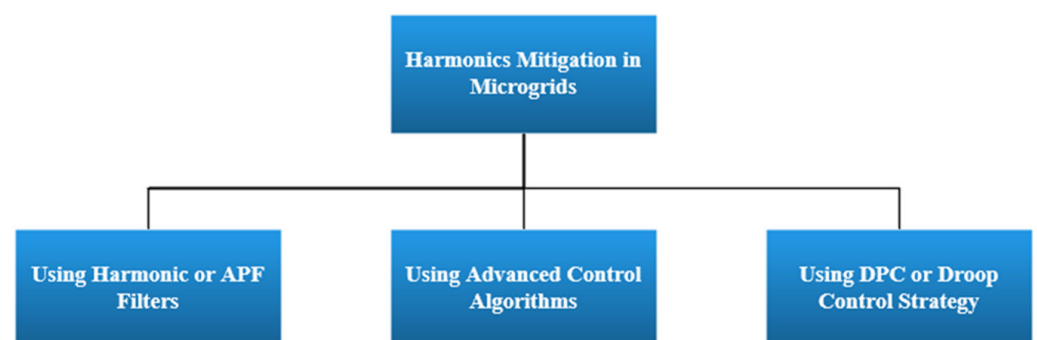 Harmonics Mitigation in
Microgrids
Using Harmonic or APF
Filters
Using Advanced Control
Algorithms
Using DPC or Droop
Control Strategy